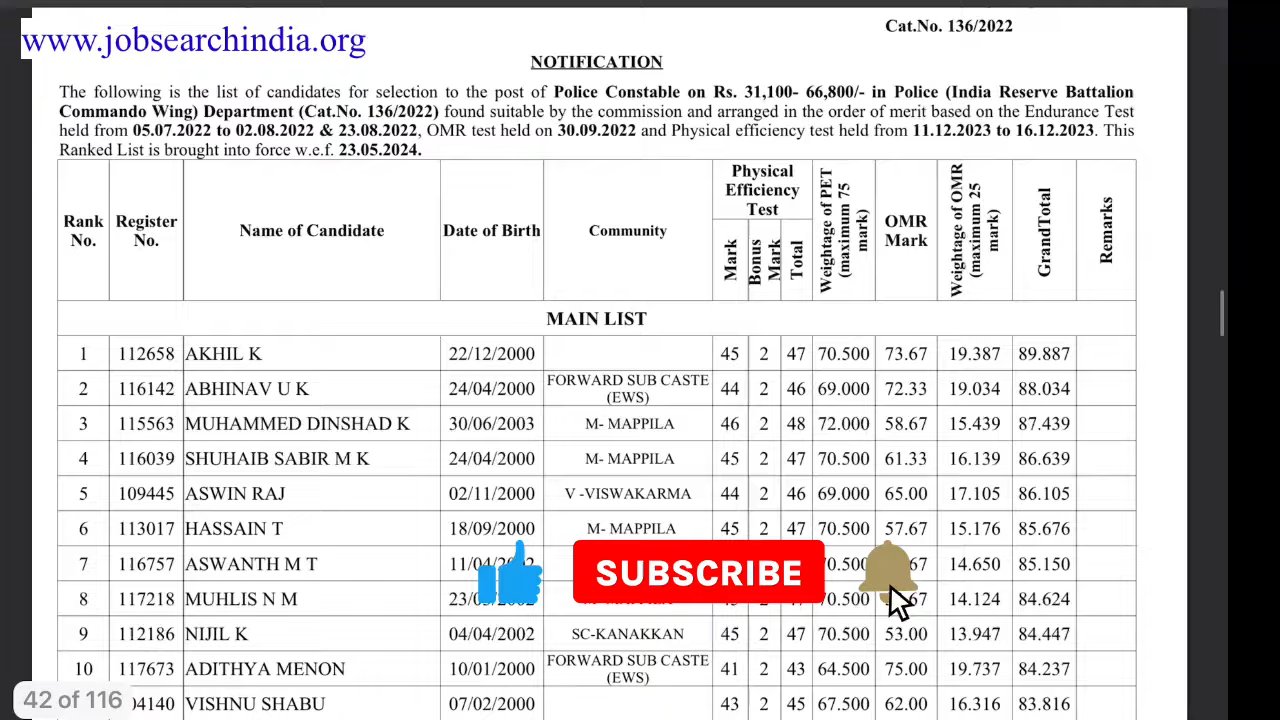 Cat.No. 136/2022
www.jobsearchindia.org
NOTIFICATION
The following is the list of candidates for selection to the post of Police Constable on Rs. 31,100- 66,800/- in Police (India Reserve Battalion
Commando Wing) Department (Cat.No. 136/2022) found suitable by the commission and arranged in the order of merit based on the Endurance Test
held from 05.07.2022 to 02.08.2022 & 23.08.2022, OMR test held on 30.09.2022 and Physical efficiency test held from 11.12.2023 to 16.12.2023. This
Ranked List is brought into force w.e.f. 23.05.2024.
Rank No. Register No. Name of Candidate Date of Birth Community Physical Efficiency Test Mark Bonus Mark Total Weightage of PET (maximum 75 mark) OMR Mark Weightage of OMR (maximum 25 mark) GrandTotal Remarks
MAIN LIST
1 112658 AKHIL K 22/12/2000 45 2 47 70.500 73.67 19.387 89.887
2 116142 ABHINAV U K 24/04/2000 FORWARD SUB CASTE (EWS) 44 2 46 69.000 72.33 19.034 88.034
3 115563 MUHAMMED DINSHAD K 30/06/2003 M- MAPPILA 46 2 48 72.000 58.67 15.439 87.439
4 116039 SHUHAIB SABIR M K 24/04/2000 M- MAPPILA 45 2 47 70.500 61.33 16.139 86.639
5 109445 ASWIN RAJ 02/11/2000 V -VISWAKARMA 44 2 46 69.000 65.00 17.105 86.105
6 113017 HASSAIN T 18/09/2000 M- MAPPILA 45 2 47 70.500 57.67 15.176 85.676
7 116757 ASWANTH M T 14.650 85.150
SUBSCRIBE
8 117218 MUHLIS N M 14.124 84.624
9 112186 NIJIL K 04/04/2002 SC-KANAKKAN 45 2 47 70.500 53.00 13.947 84.447
10 117673 ADITHYA MENON 10/01/2000 FORWARD SUB CASTE (EWS) 41 2 43 64.500 75.00 19.737 84.237
42 of 116
VISHNU SHABU 07/02/2000 43 2 45 67.500 62.00 16.316 83.816